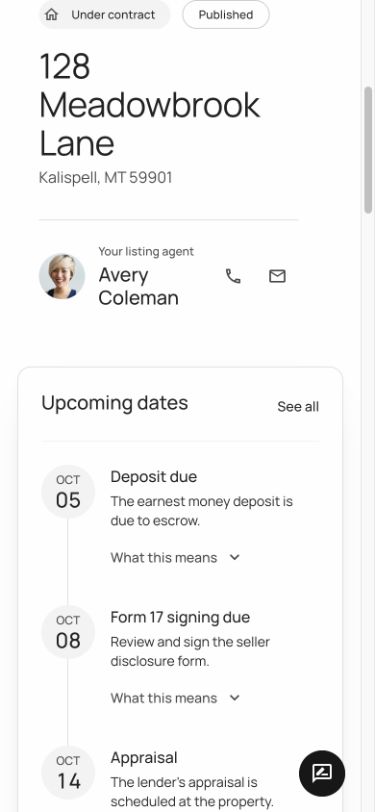 Under contract
Published
128
Meadowbrook
Lane
Kalispell, MT 59901
Your listing agent
Avery
Coleman
Upcoming dates
See all
OCT
05
Deposit due
The earnest money deposit is
due to escrow.
What this means
OCT
08
Form 17 signing due
Review and sign the seller
disclosure form.
What this means
OCT
14
Appraisal
The lender's appraisal is
scheduled at the property.